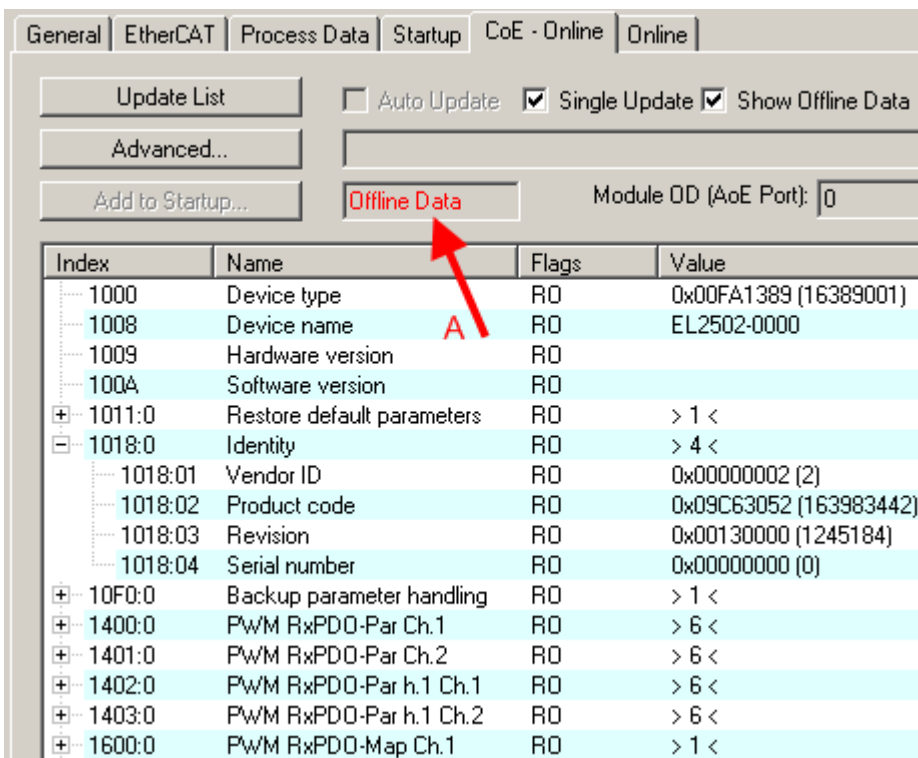 General EtherCAT Process Data Startup CoE - Online Online
Update List Auto Update Single Update Show Offline Data
Advanced...
Add to Startup... Offline Data Module OD (AoE Port): 0
Index Name Flags Value
1000 Device type RO 0x00FA1389 (16389001)
1008 Device name RO EL2502-0000
A
1009 Hardware version RO
100A Software version RO
1011:0 Restore default parameters RO > 1 <
1018:0 Identity RO > 4 <
1018:01 Vendor ID RO 0x00000002 (2)
1018:02 Product code RO 0x09C63052 (163983442)
1018:03 Revision RO 0x00130000 (1245184)
1018:04 Serial number RO 0x00000000 (0)
10F0:0 Backup parameter handling RO > 1 <
1400:0 PWM RxPDO-Par Ch.1 RO > 6 <
1401:0 PWM RxPDO-Par Ch.2 RO > 6 <
1402:0 PWM RxPDO-Par h.1 Ch.1 RO > 6 <
1403:0 PWM RxPDO-Par h.1 Ch.2 RO > 6 <
1600:0 PWM RxPDO-Map Ch.1 RO > 1 <